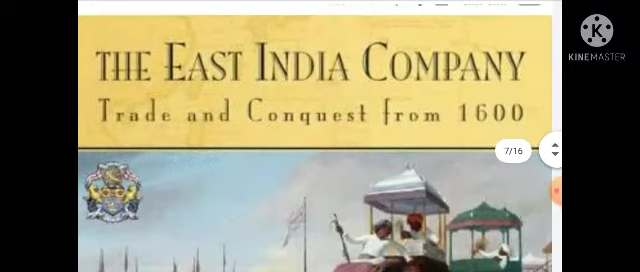 KINEMASTER
THE EAST INDIA COMPANY
Trade and Conquest from 1600
7/16